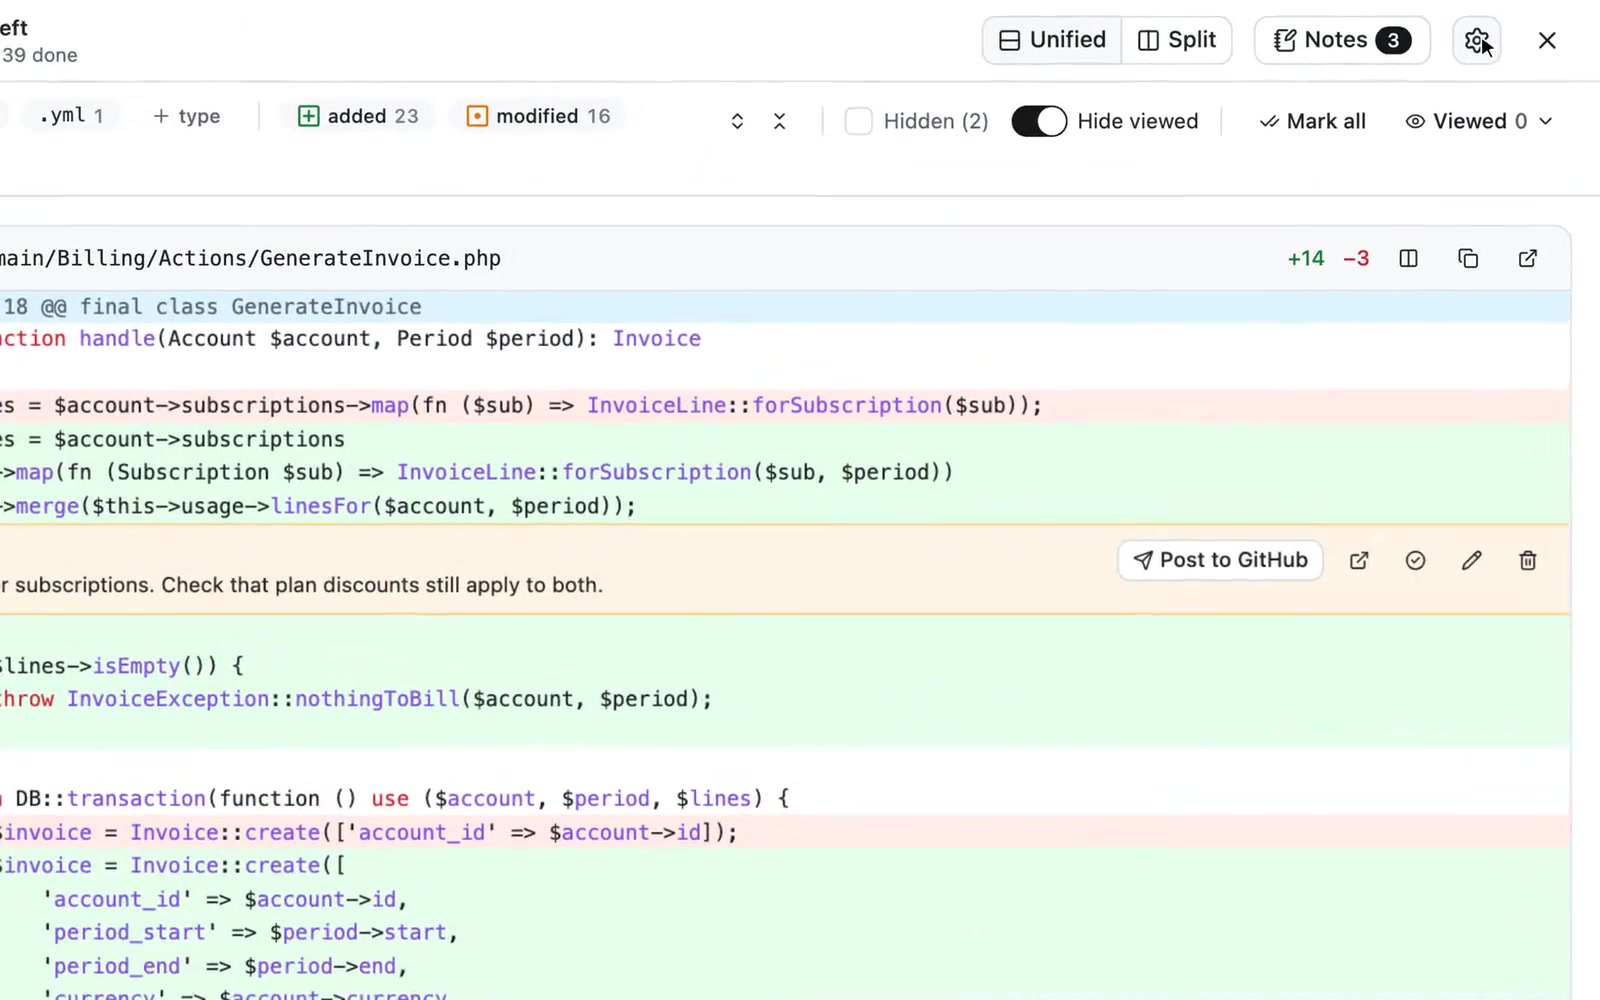 eft
39 done
Unified
Split
Notes 3
.yml 1
+ type
added 23
modified 16
Hidden (2)
Hide viewed
Mark all
Viewed 0
main/Billing/Actions/GenerateInvoice.php
+14 −3
18 @@ final class GenerateInvoice
ction handle(Account $account, Period $period): Invoice
es = $account->subscriptions->map(fn ($sub) => InvoiceLine::forSubscription($sub));
es = $account->subscriptions
->map(fn (Subscription $sub) => InvoiceLine::forSubscription($sub, $period))
->merge($this->usage->linesFor($account, $period));
Post to GitHub
r subscriptions. Check that plan discounts still apply to both.
$lines->isEmpty()) {
throw InvoiceException::nothingToBill($account, $period);
DB::transaction(function () use ($account, $period, $lines) {
$invoice = Invoice::create(['account_id' => $account->id]);
$invoice = Invoice::create([
'account_id' => $account->id,
'period_start' => $period->start,
'period_end' => $period->end,
'currency' => $account->currency